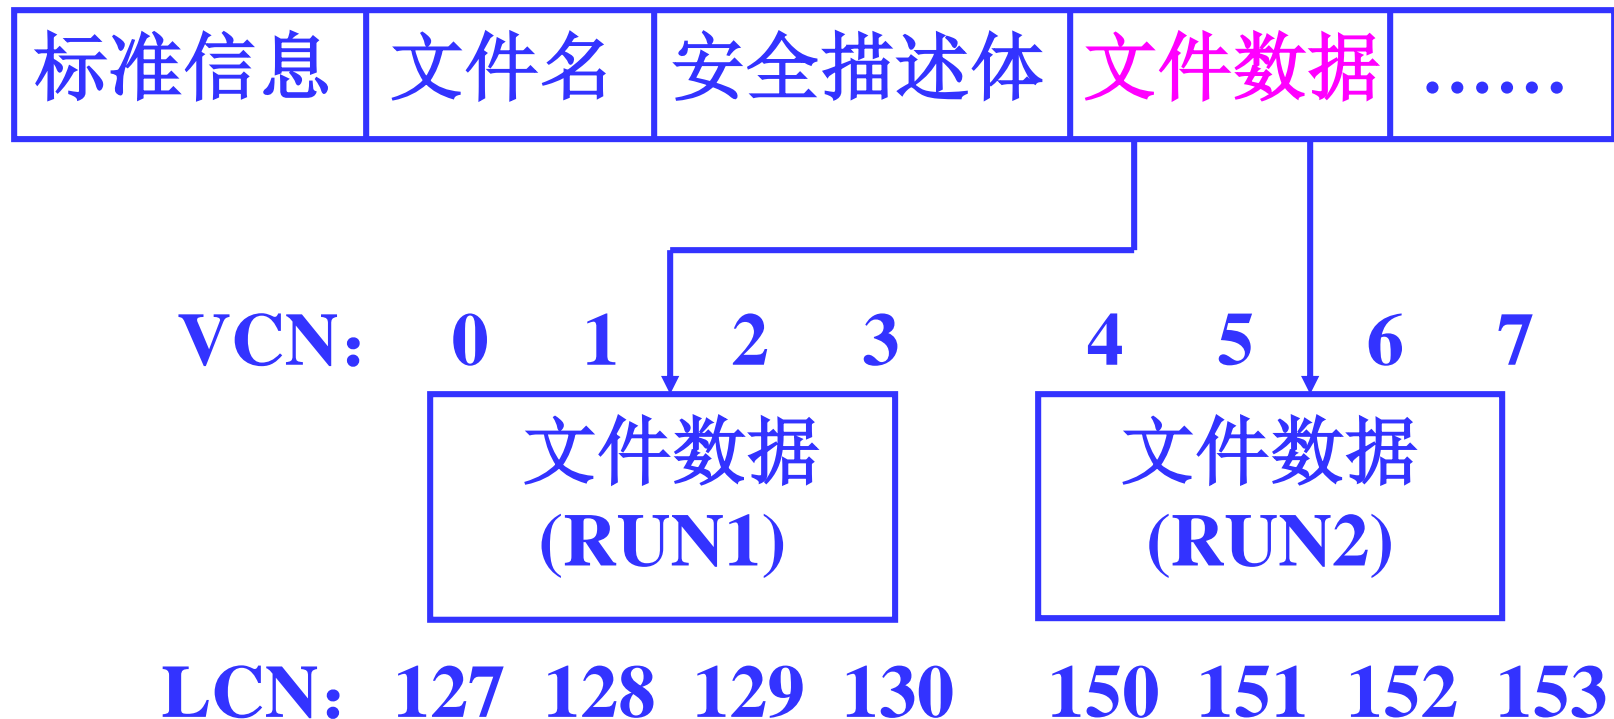 标准信息 文件名 安全描述体 文件数据 ……
VCN： 0 1 2 3 4 5 6 7
文件数据 文件数据
(RUN1) (RUN2)
LCN： 127 128 129 130 150 151 152 153